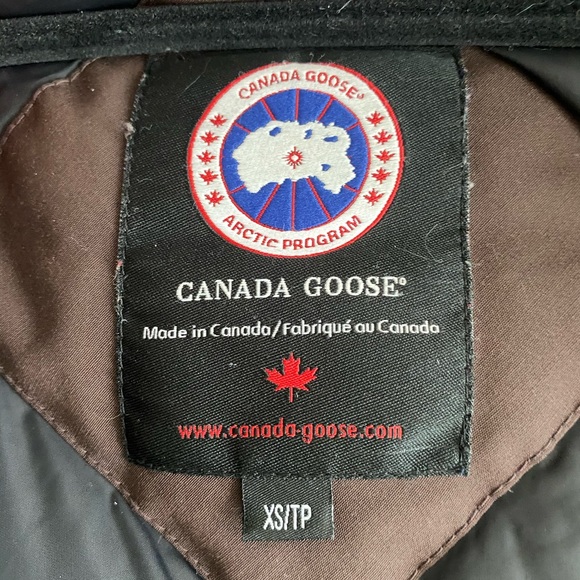 CANADA GOOSE®
ARCTIC PROGRAM
CANADA GOOSE®
Made in Canada/Fabriqué au Canada
www.canada-goose.com
XS/TP